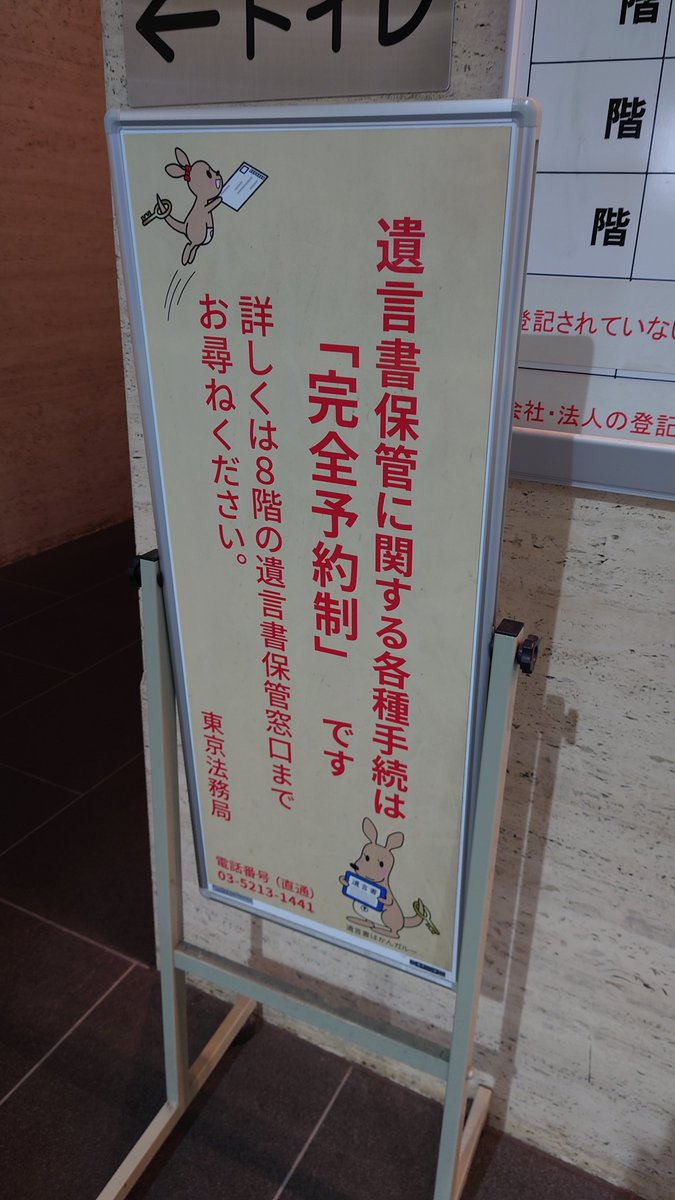 ←トイレ
遺言書保管に関する各種手続は
「完全予約制」です
詳しくは8階の遺言書保管窓口まで
お尋ねください。
東京法務局
電話番号（直通）
03-5213-1441
遺言書
遺言書ほかんガルー
階
階
階
登記されていない
会社・法人の登記